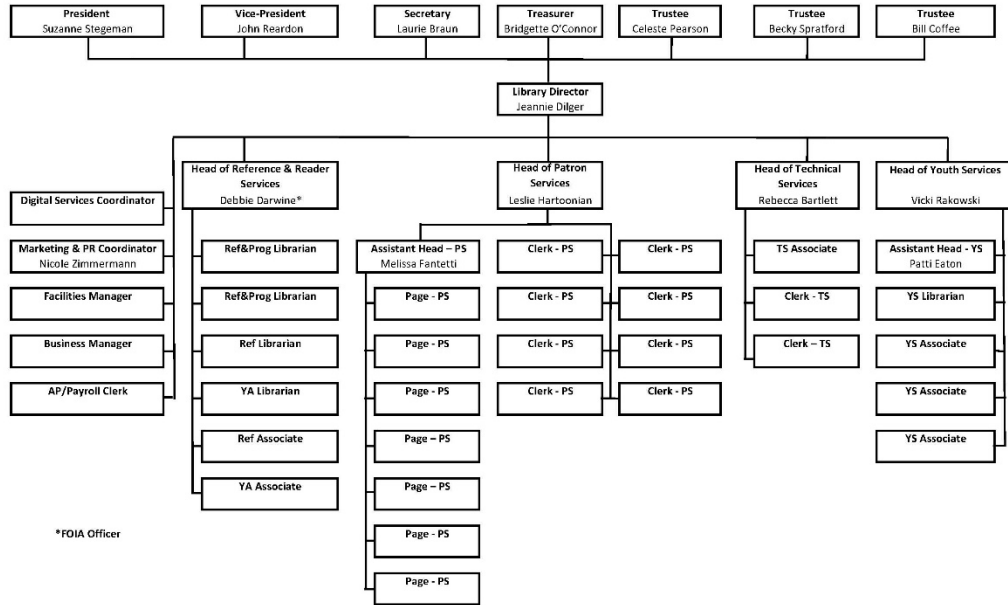 President
Suzanne Stegeman
Vice-President
John Reardon
Secretary
Laurie Braun
Treasurer
Bridgette O'Connor
Trustee
Celeste Pearson
Trustee
Becky Spratford
Trustee
Bill Coffee
Library Director
Jeannie Dilger
Digital Services Coordinator
Marketing & PR Coordinator
Nicole Zimmermann
Facilities Manager
Business Manager
AP/Payroll Clerk
Head of Reference & Reader
Services
Debbie Darwine*
Ref&Prog Librarian
Ref&Prog Librarian
Ref Librarian
YA Librarian
Ref Associate
YA Associate
Head of Patron
Services
Leslie Hartoonian
Assistant Head – PS
Melissa Fantetti
Page - PS
Page - PS
Page - PS
Page – PS
Page – PS
Page - PS
Page - PS
Clerk - PS
Clerk - PS
Clerk - PS
Clerk - PS
Clerk - PS
Clerk - PS
Clerk - PS
Clerk - PS
Head of Technical
Services
Rebecca Bartlett
TS Associate
Clerk - TS
Clerk – TS
Head of Youth Services
Vicki Rakowski
Assistant Head - YS
Patti Eaton
YS Librarian
YS Associate
YS Associate
YS Associate
*FOIA Officer